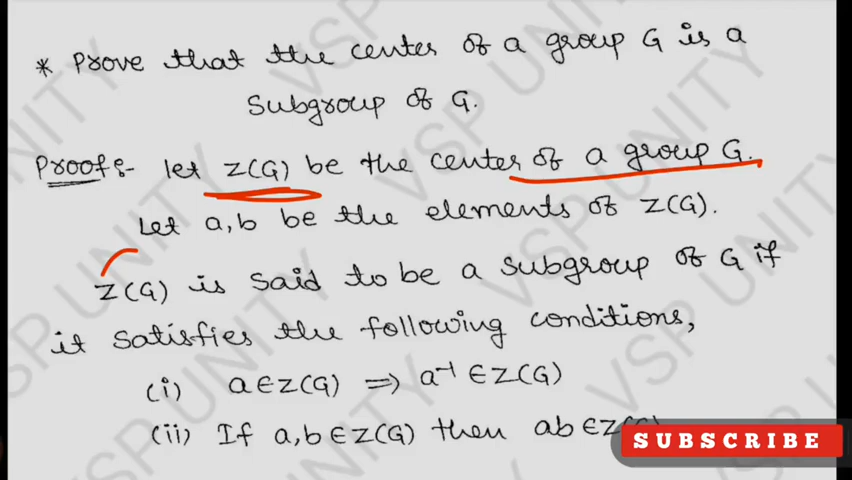 * Prove that the center of a group G is a
Subgroup of G.
Proof:- let Z(G) be the center of a group G.
Let a,b be the elements of Z(G).
Z(G) is said to be a subgroup of G if
it satisfies the following conditions,
(i) a∈Z(G) ⟹ a⁻¹ ∈Z(G)
(ii) If a,b∈Z(G) then ab∈Z(G)
SUBSCRIBE
VSP UNITY